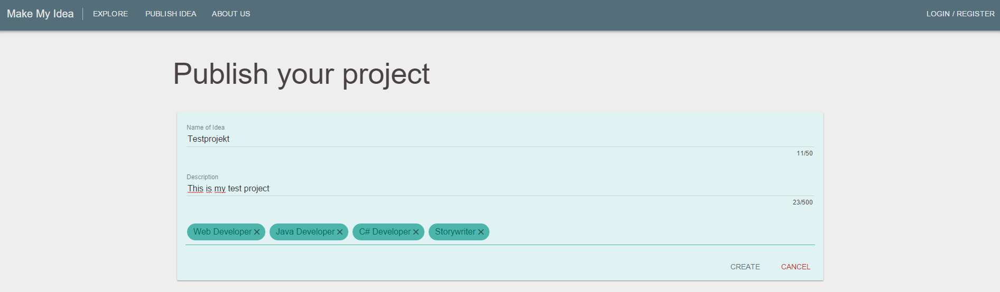 Make My Idea EXPLORE PUBLISH IDEA ABOUT US LOGIN / REGISTER
Publish your project
Name of Idea
Testprojekt
11/50
Description
This is my test project
23/500
Web Developer Java Developer C# Developer Storywriter
CREATE CANCEL